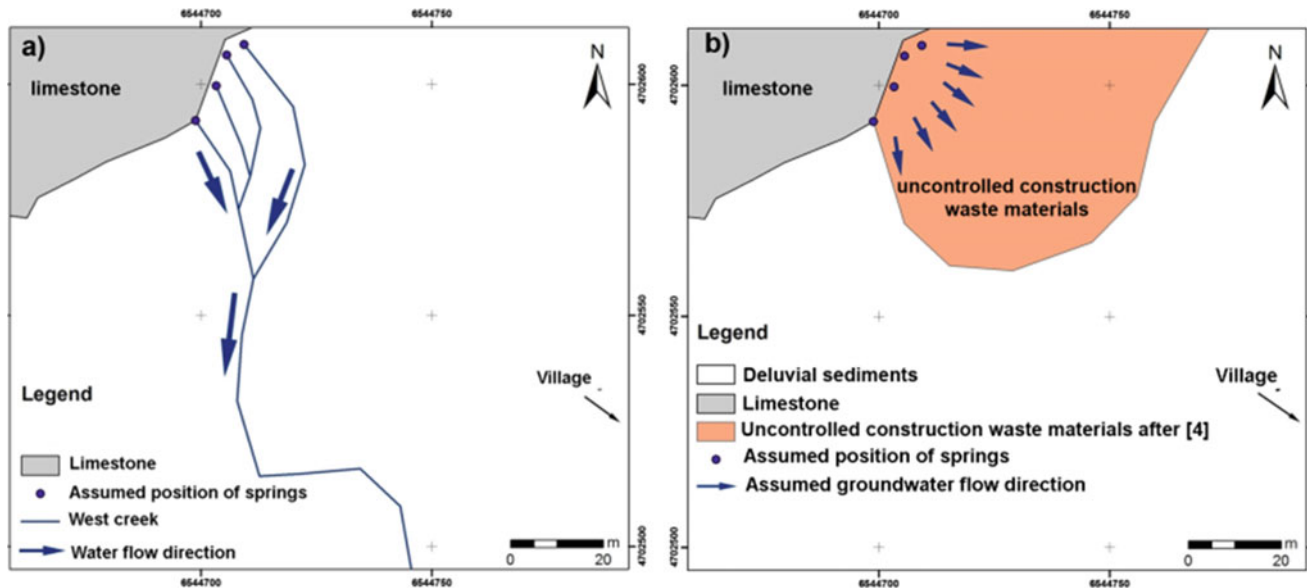 6544700
6544750
a)
N
limestone
4702600
4702550
Village
Legend
Limestone
Assumed position of springs
West creek
Water flow direction
0
20
m
4702500
6544700
6544750
6544700
6544750
b)
N
limestone
4702600
uncontrolled construction
waste materials
4702550
Legend
Village
Deluvial sediments
Limestone
Uncontrolled construction waste materials after [4]
Assumed position of springs
Assumed groundwater flow direction
0
20
m
4702500
6544700
6544750